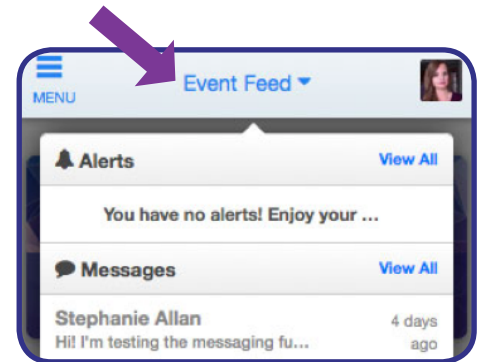 MENU
Event Feed
Alerts
View All
You have no alerts! Enjoy your ...
Messages
View All
Stephanie Allan
4 days ago
Hi! I'm testing the messaging fu...